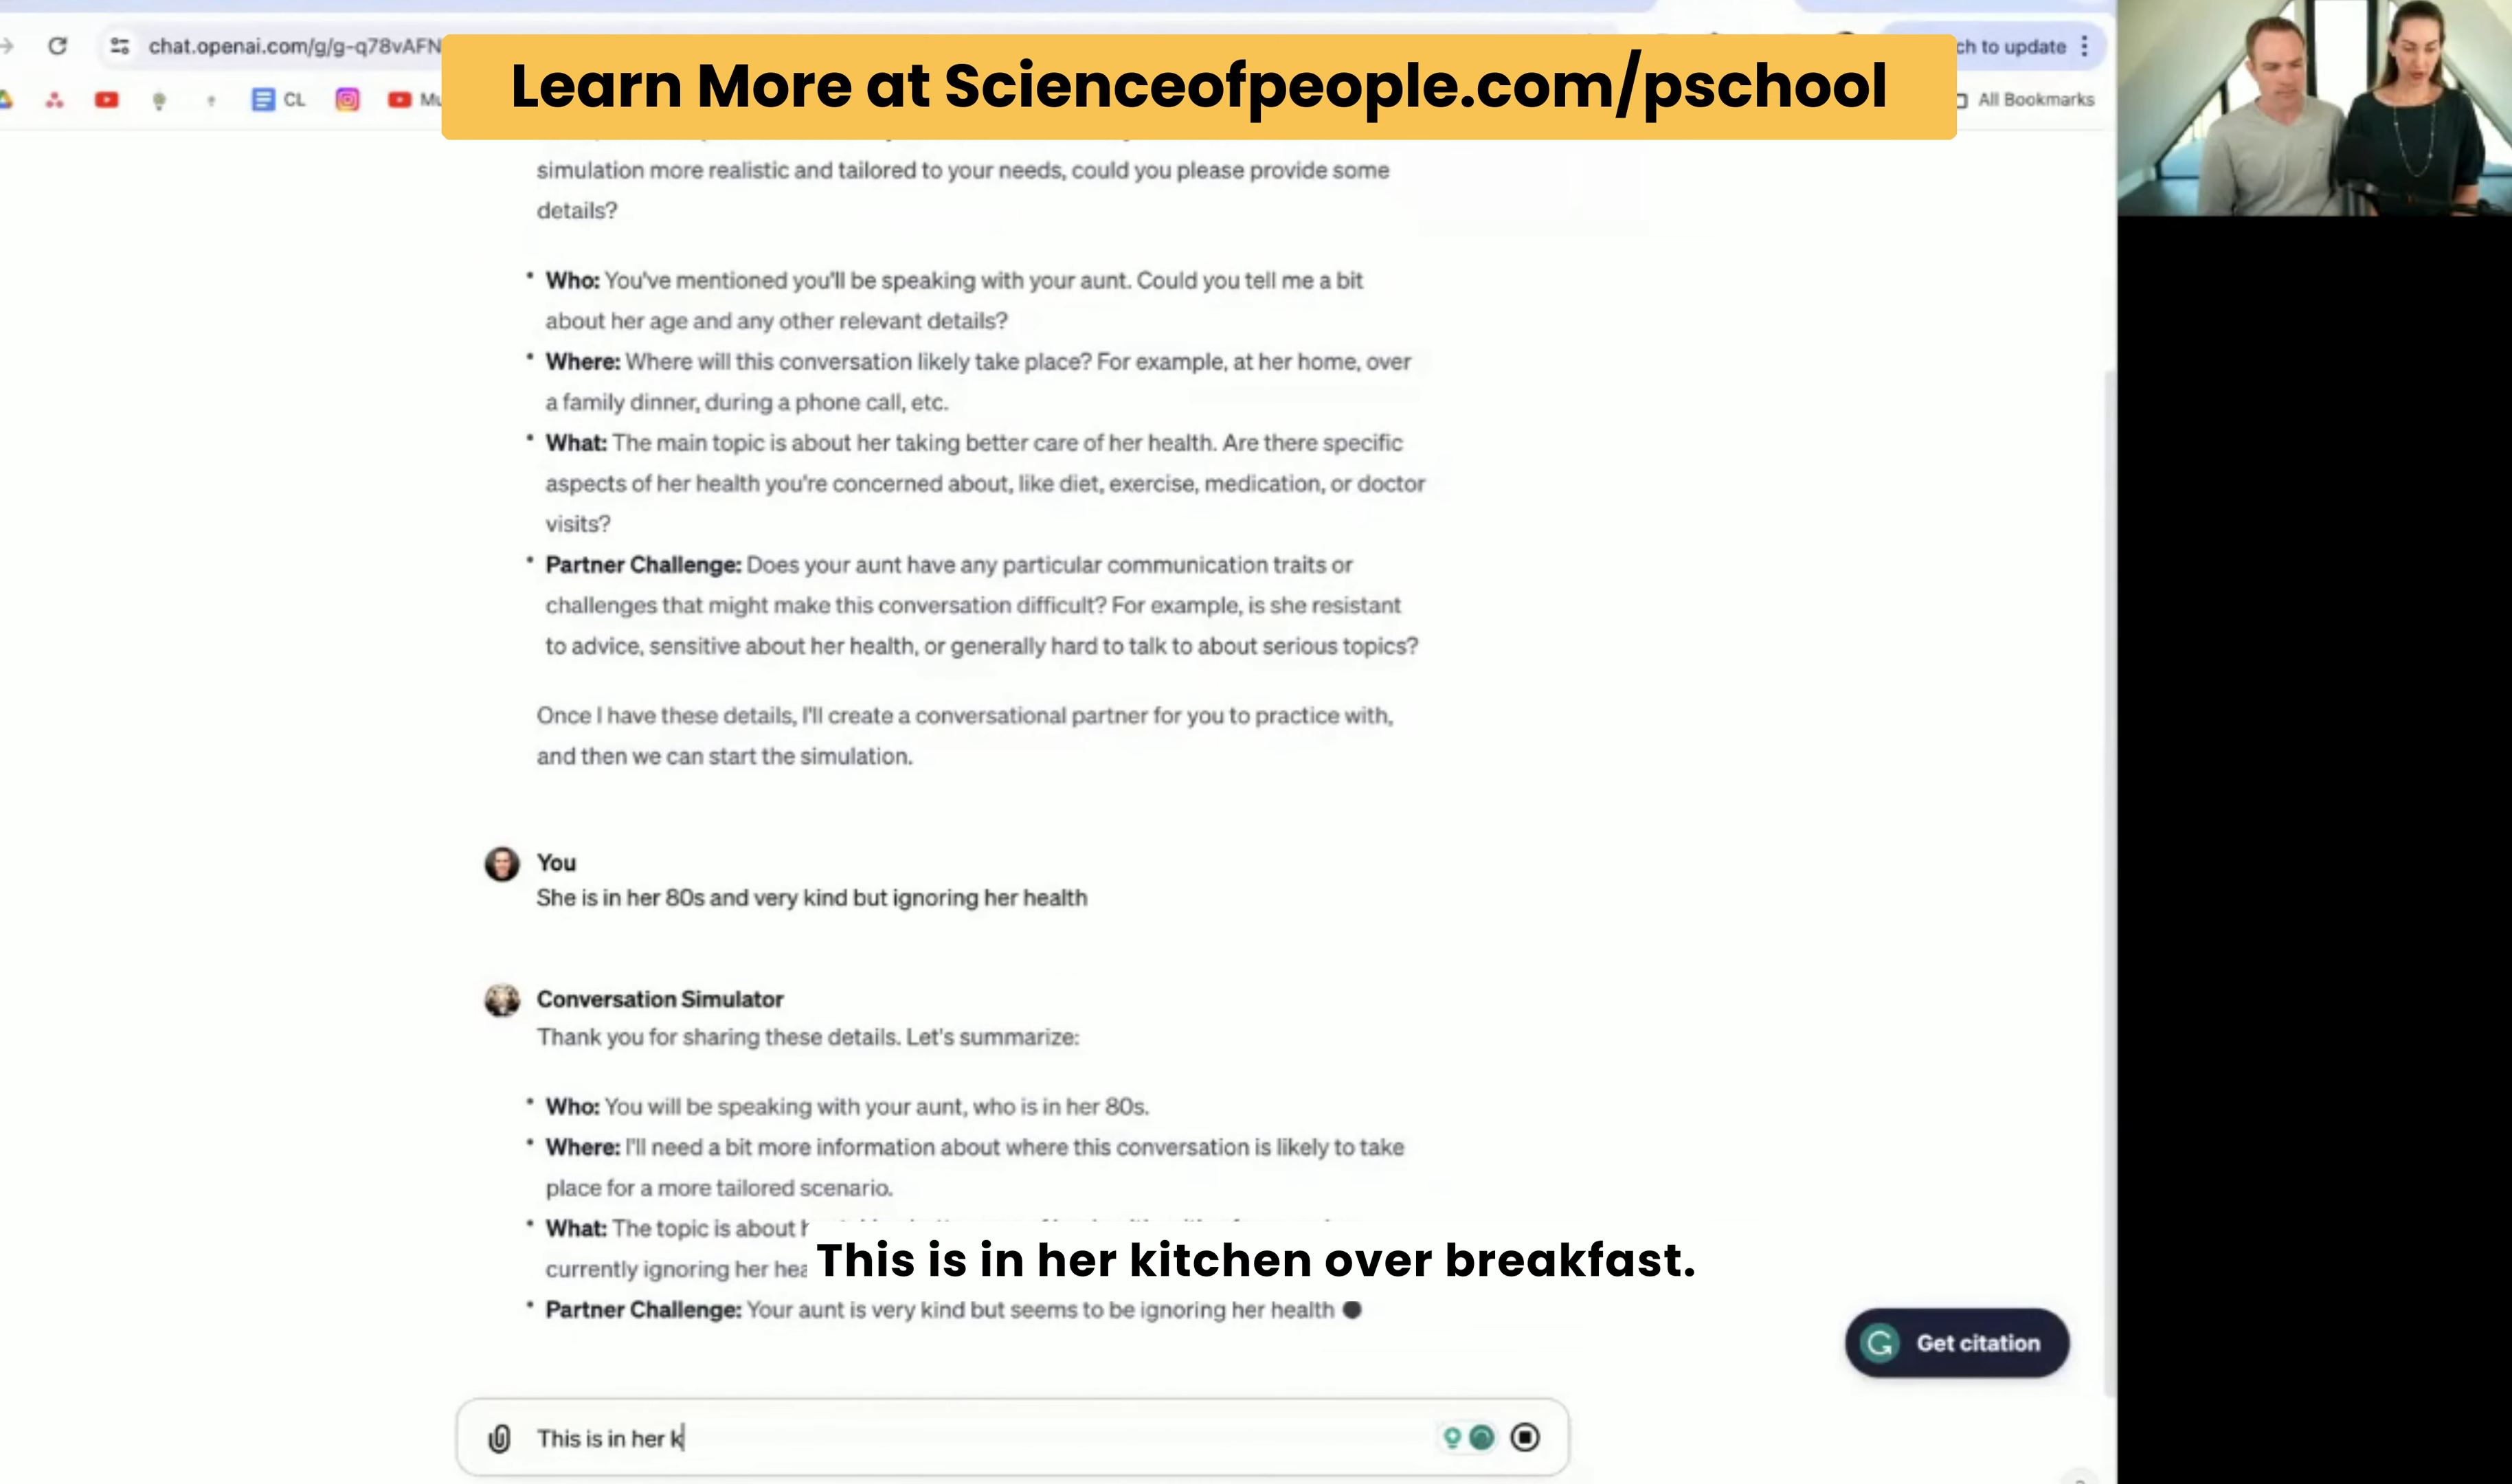 chat.openai.com/g/g-q78vAFN
ch to update
Learn More at Scienceofpeople.com/pschool
CL
All Bookmarks
simulation more realistic and tailored to your needs, could you please provide some
details?
• Who: You've mentioned you'll be speaking with your aunt. Could you tell me a bit
about her age and any other relevant details?
• Where: Where will this conversation likely take place? For example, at her home, over
a family dinner, during a phone call, etc.
• What: The main topic is about her taking better care of her health. Are there specific
aspects of her health you're concerned about, like diet, exercise, medication, or doctor
visits?
• Partner Challenge: Does your aunt have any particular communication traits or
challenges that might make this conversation difficult? For example, is she resistant
to advice, sensitive about her health, or generally hard to talk to about serious topics?
Once I have these details, I'll create a conversational partner for you to practice with,
and then we can start the simulation.
You
She is in her 80s and very kind but ignoring her health
Conversation Simulator
Thank you for sharing these details. Let's summarize:
• Who: You will be speaking with your aunt, who is in her 80s.
• Where: I'll need a bit more information about where this conversation is likely to take
place for a more tailored scenario.
• What: The topic is about
currently ignoring her
This is in her kitchen over breakfast.
• Partner Challenge: Your aunt is very kind but seems to be ignoring her health
Get citation
This is in her k